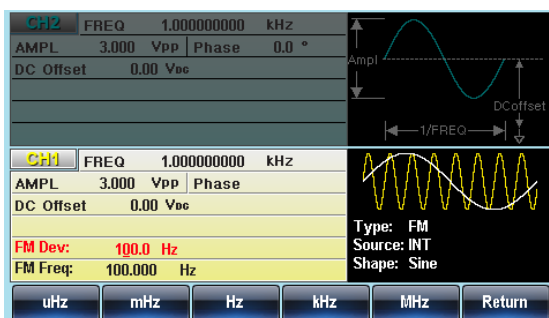 CH2 FREQ 1.000000000 kHz
AMPL 3.000 Vpp Phase 0.0 °
DC Offset 0.00 VDC
Ampl
DCoffset
1/FREQ
CH1 FREQ 1.000000000 kHz
AMPL 3.000 Vpp Phase
DC Offset 0.00 VDC
FM Dev: 100.0 Hz
FM Freq: 100.000 Hz
Type: FM
Source: INT
Shape: Sine
uHz mHz Hz kHz MHz Return